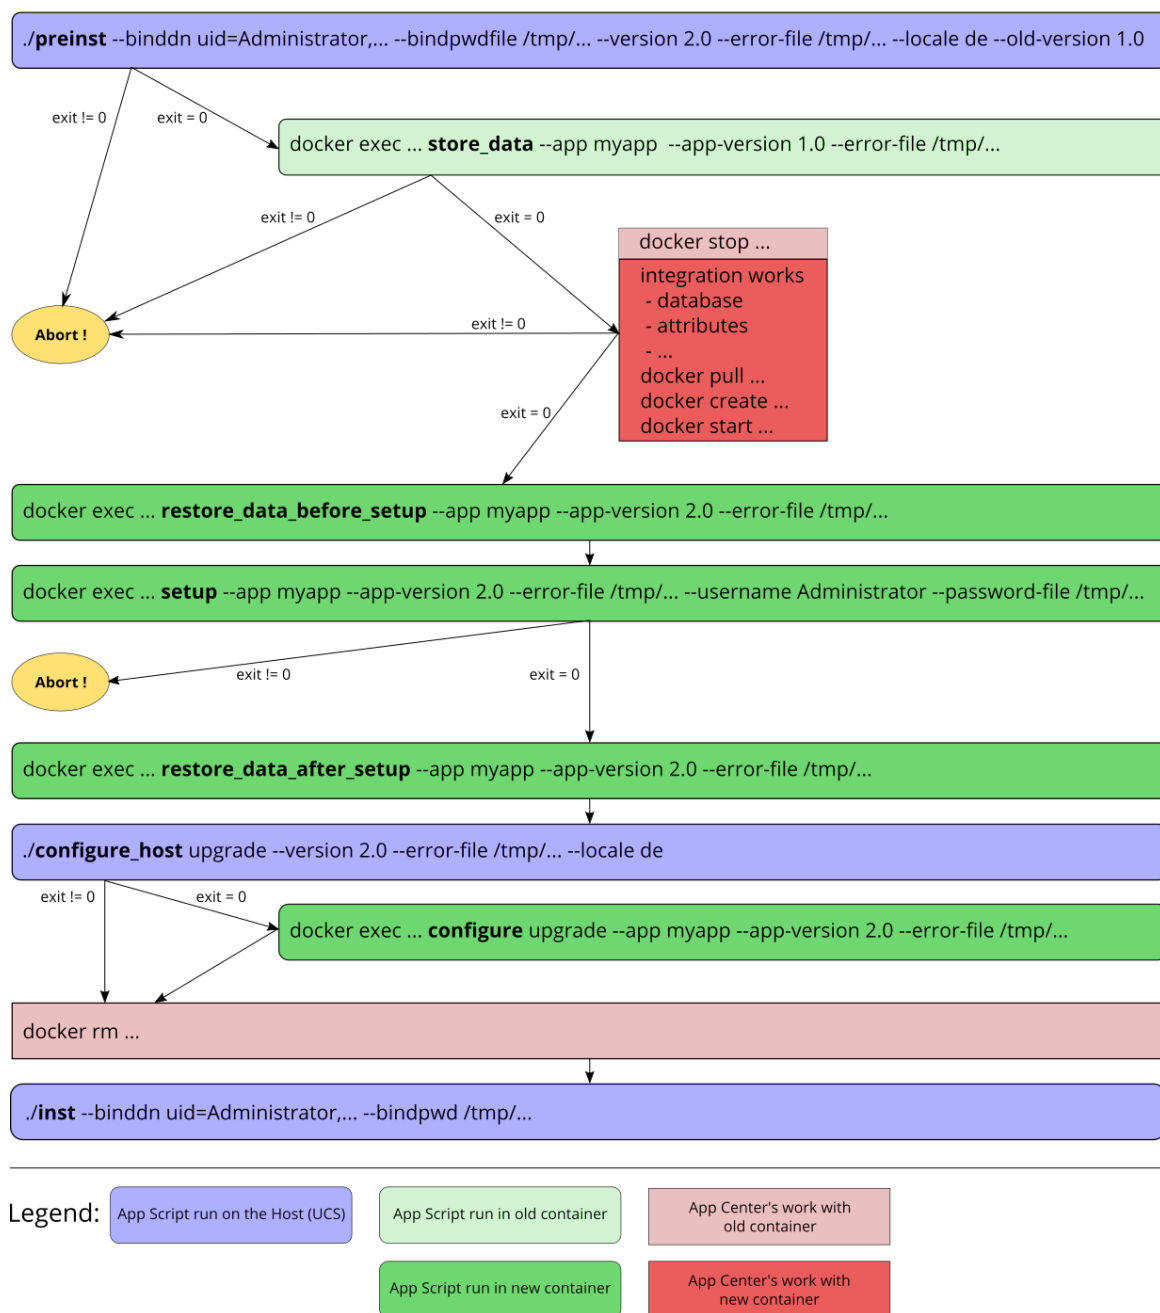 ./preinst --binddn uid=Administrator,... --bindpwdfile /tmp/... --version 2.0 --error-file /tmp/... --locale de --old-version 1.0
exit != 0
exit = 0
docker exec ... store_data --app myapp  --app-version 1.0 --error-file /tmp/...
exit != 0
exit = 0
docker stop ...
integration works
- database
- attributes
- ...
docker pull ...
docker create ...
docker start ...
exit != 0
Abort !
exit = 0
docker exec ... restore_data_before_setup --app myapp --app-version 2.0 --error-file /tmp/...
docker exec ... setup --app myapp --app-version 2.0 --error-file /tmp/... --username Administrator --password-file /tmp/...
Abort !
exit != 0
exit = 0
docker exec ... restore_data_after_setup --app myapp --app-version 2.0 --error-file /tmp/...
./configure_host upgrade --version 2.0 --error-file /tmp/... --locale de
exit != 0
exit = 0
docker exec ... configure upgrade --app myapp --app-version 2.0 --error-file /tmp/...
docker rm ...
./inst --binddn uid=Administrator,... --bindpwd /tmp/...
Legend:
App Script run on the Host (UCS)
App Script run in old container
App Center's work with
old container
App Script run in new container
App Center's work with
new container